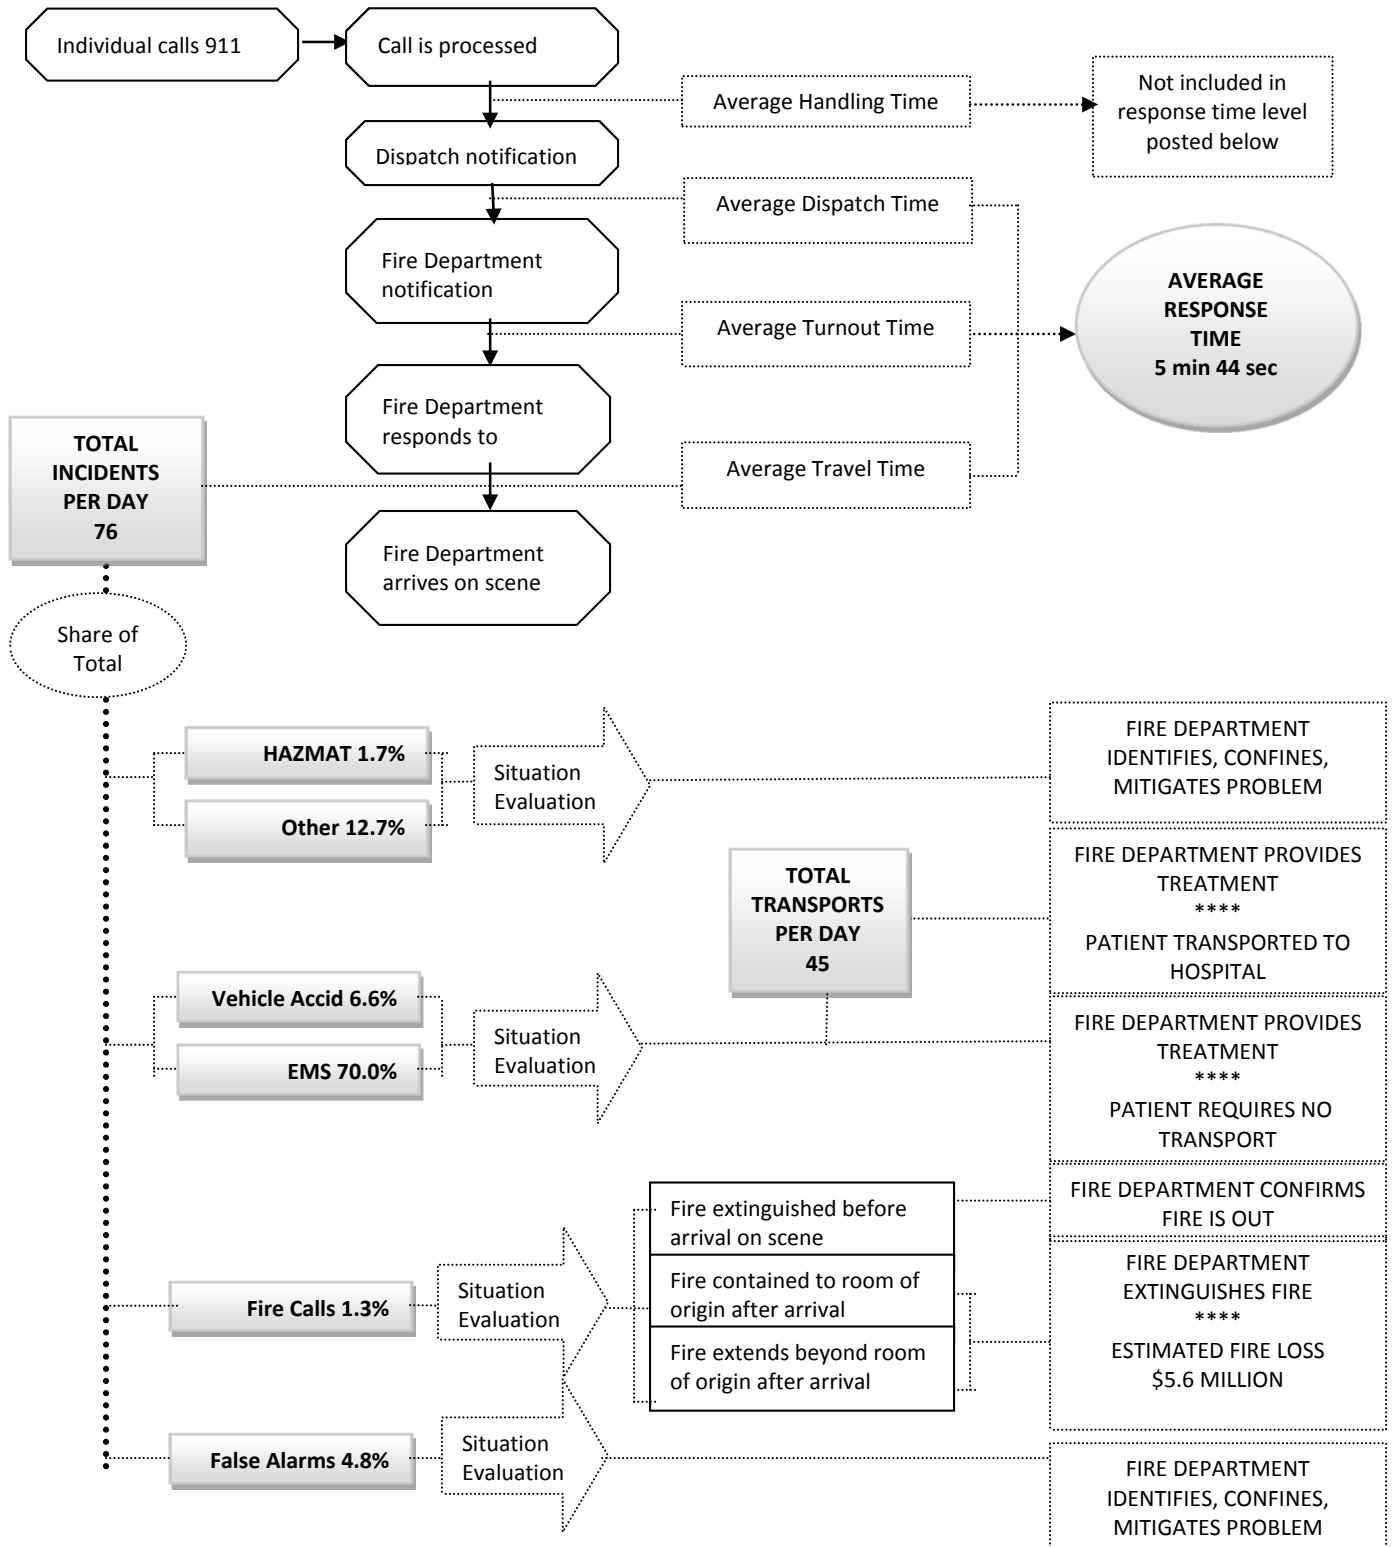 Individual calls 911
Call is processed
Average Handling Time
Not included in
response time level
posted below
Dispatch notification
Average Dispatch Time
Fire Department
notification
AVERAGE
RESPONSE
TIME
5 min 44 sec
Average Turnout Time
Fire Department
responds to
TOTAL
INCIDENTS
PER DAY
76
Average Travel Time
Fire Department
arrives on scene
Share of
Total
HAZMAT 1.7%
Other 12.7%
Situation
Evaluation
FIRE DEPARTMENT
IDENTIFIES, CONFINES,
MITIGATES PROBLEM
TOTAL
TRANSPORTS
PER DAY
45
FIRE DEPARTMENT PROVIDES
TREATMENT
****
PATIENT TRANSPORTED TO
HOSPITAL
Vehicle Accid 6.6%
EMS 70.0%
Situation
Evaluation
FIRE DEPARTMENT PROVIDES
TREATMENT
****
PATIENT REQUIRES NO
TRANSPORT
Fire Calls 1.3%
Situation
Evaluation
Fire extinguished before
arrival on scene
Fire contained to room of
origin after arrival
Fire extends beyond room
of origin after arrival
FIRE DEPARTMENT CONFIRMS
FIRE IS OUT
FIRE DEPARTMENT
EXTINGUISHES FIRE
****
ESTIMATED FIRE LOSS
$5.6 MILLION
False Alarms 4.8%
Situation
Evaluation
FIRE DEPARTMENT
IDENTIFIES, CONFINES,
MITIGATES PROBLEM